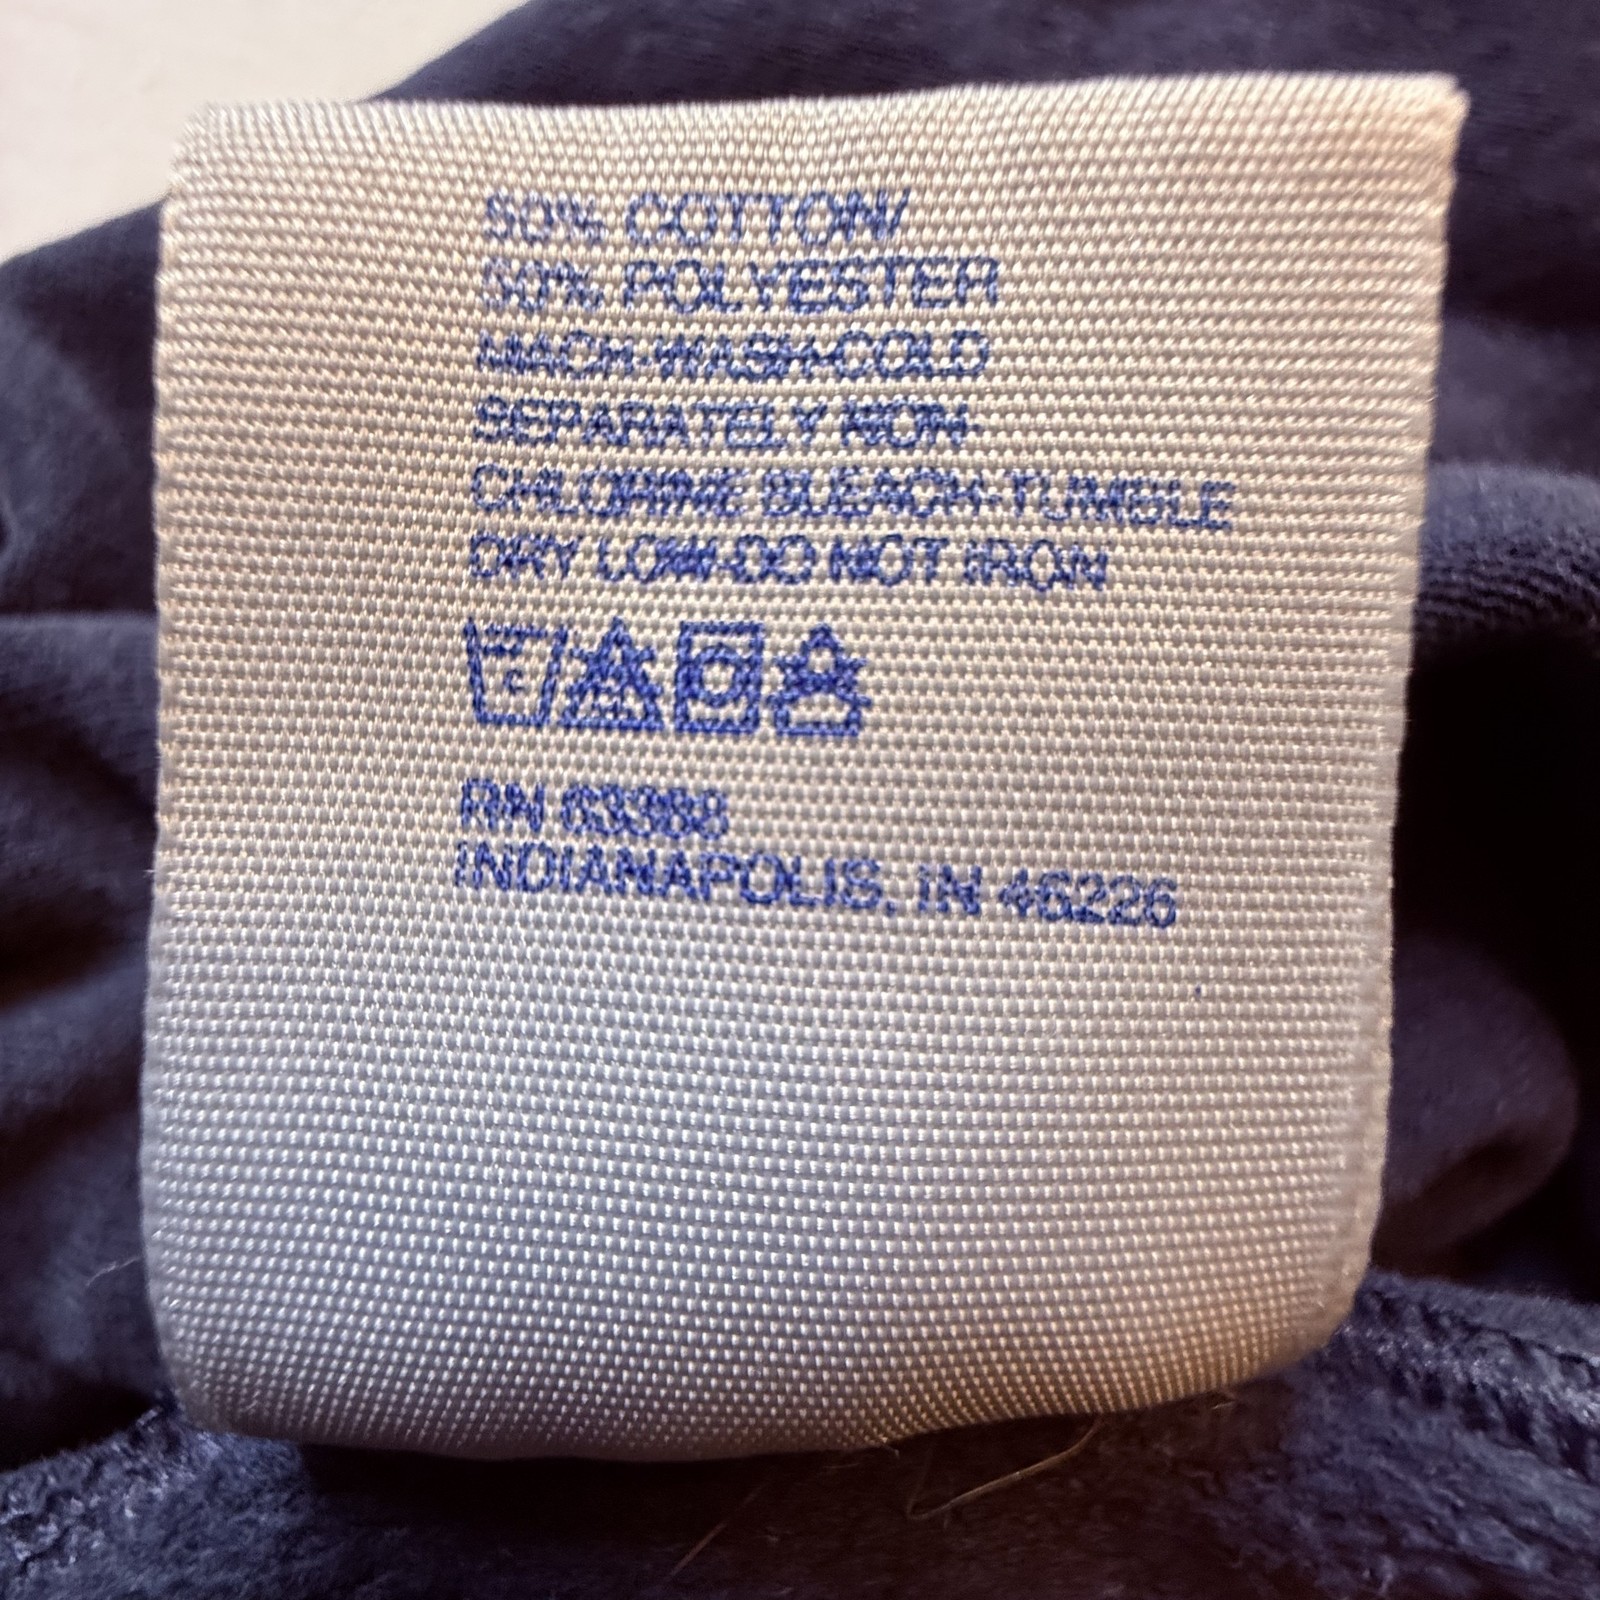 50% COTTON/
50% POLYESTER
MACH-WASH-COLD
SEPARATELY NON-
CHLORINE BLEACH-TUMBLE
DRY LOW-DO NOT IRON
RN 63388
INDIANAPOLIS, IN 46226